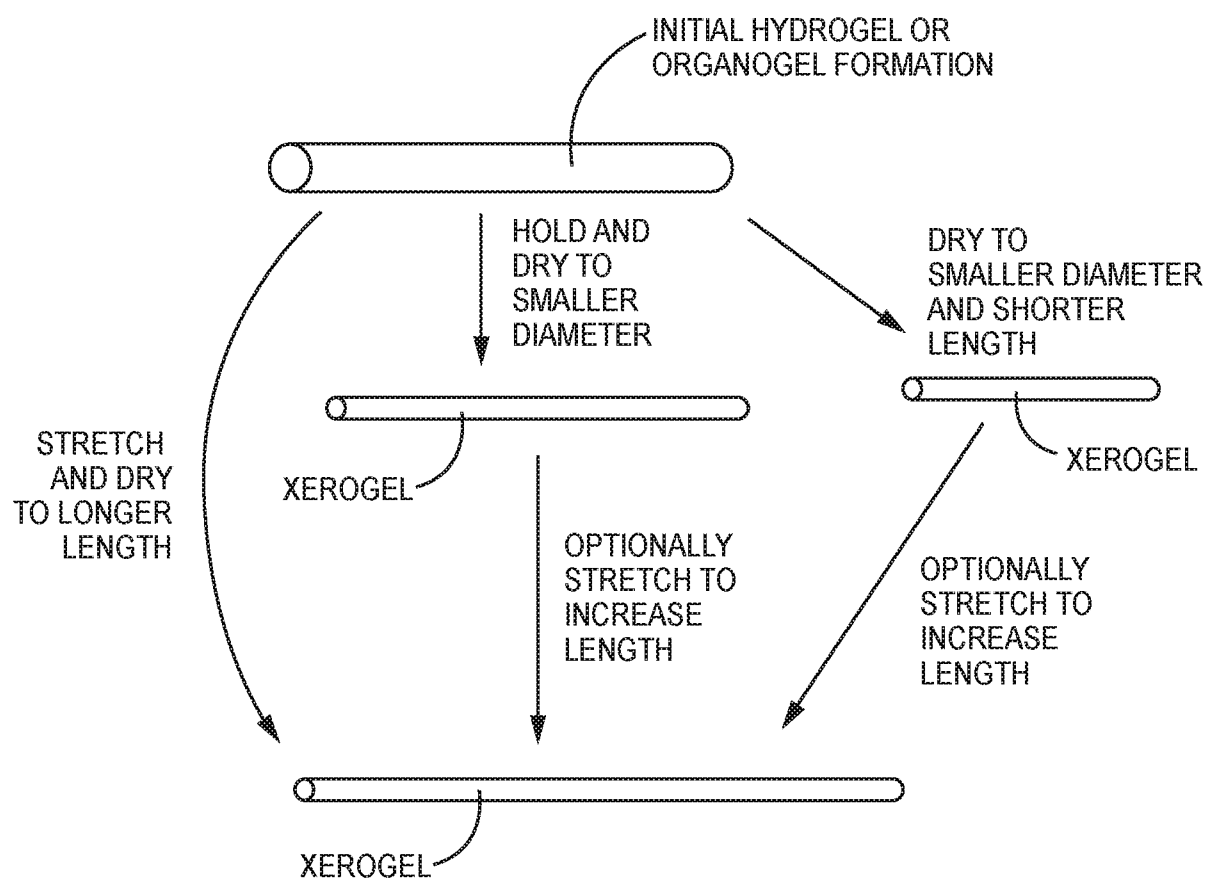 INITIAL HYDROGEL OR
ORGANOGEL FORMATION
HOLD AND
DRY TO
SMALLER
DIAMETER
DRY TO
SMALLER DIAMETER
AND SHORTER
LENGTH
STRETCH
AND DRY
TO LONGER
LENGTH
XEROGEL
XEROGEL
OPTIONALLY
STRETCH TO
INCREASE
LENGTH
OPTIONALLY
STRETCH TO
INCREASE
LENGTH
XEROGEL